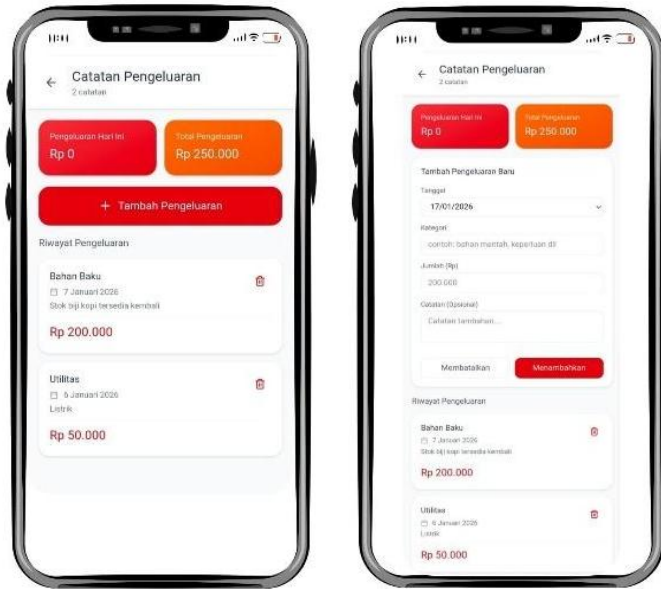 11:11
Catatan Pengeluaran
2 catatan
Pengeluaran Hari Ini
Rp 0
Total Pengeluaran
Rp 250.000
+ Tambah Pengeluaran
Riwayat Pengeluaran
Bahan Baku
7 Januari 2026
Stok biji kopi tersedia kembali
Rp 200.000
Utilitas
6 Januari 2026
Listrik
Rp 50.000
11:11
Catatan Pengeluaran
2 catatan
Pengeluaran Hari Ini
Rp 0
Total Pengeluaran
Rp 250.000
Tambah Pengeluaran Baru
Tanggal
17/01/2026
Kategori
contoh: bahan mentah, keperluan dll
Jumlah (Rp)
200.000
Catatan (Opsional)
Catatan tambahan...
Membatalkan
Menambahkan
Riwayat Pengeluaran
Bahan Baku
7 Januari 2026
Stok biji kopi tersedia kembali
Rp 200.000
Utilitas
6 Januari 2026
Listrik
Rp 50.000